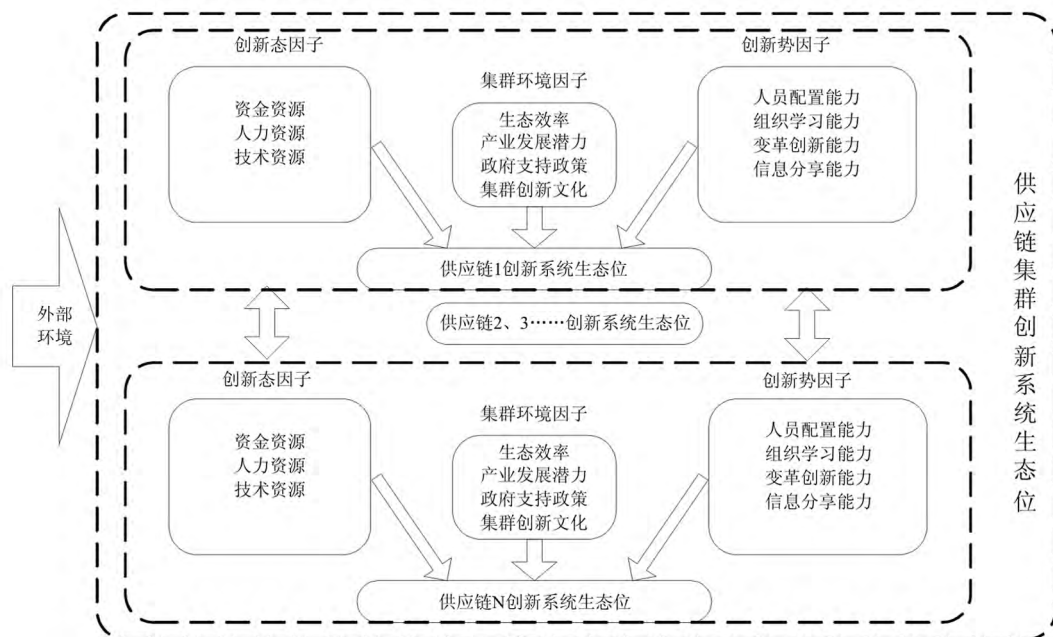 创新态因子
创新势因子
集群环境因子
资金资源
人力资源
技术资源
生态效率
产业发展潜力
政府支持政策
集群创新文化
人员配置能力
组织学习能力
变革创新能力
信息分享能力
供应链1创新系统生态位
外部
环境
供应链2、3……创新系统生态位
创新态因子
创新势因子
集群环境因子
资金资源
人力资源
技术资源
生态效率
产业发展潜力
政府支持政策
集群创新文化
人员配置能力
组织学习能力
变革创新能力
信息分享能力
供应链N创新系统生态位
供应链集群创新系统生态位